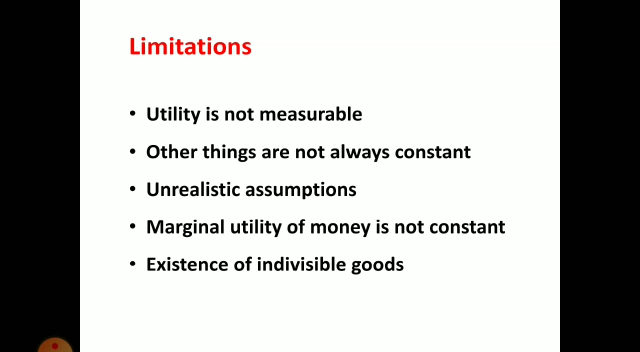 Limitations
• Utility is not measurable
• Other things are not always constant
• Unrealistic assumptions
• Marginal utility of money is not constant
• Existence of indivisible goods